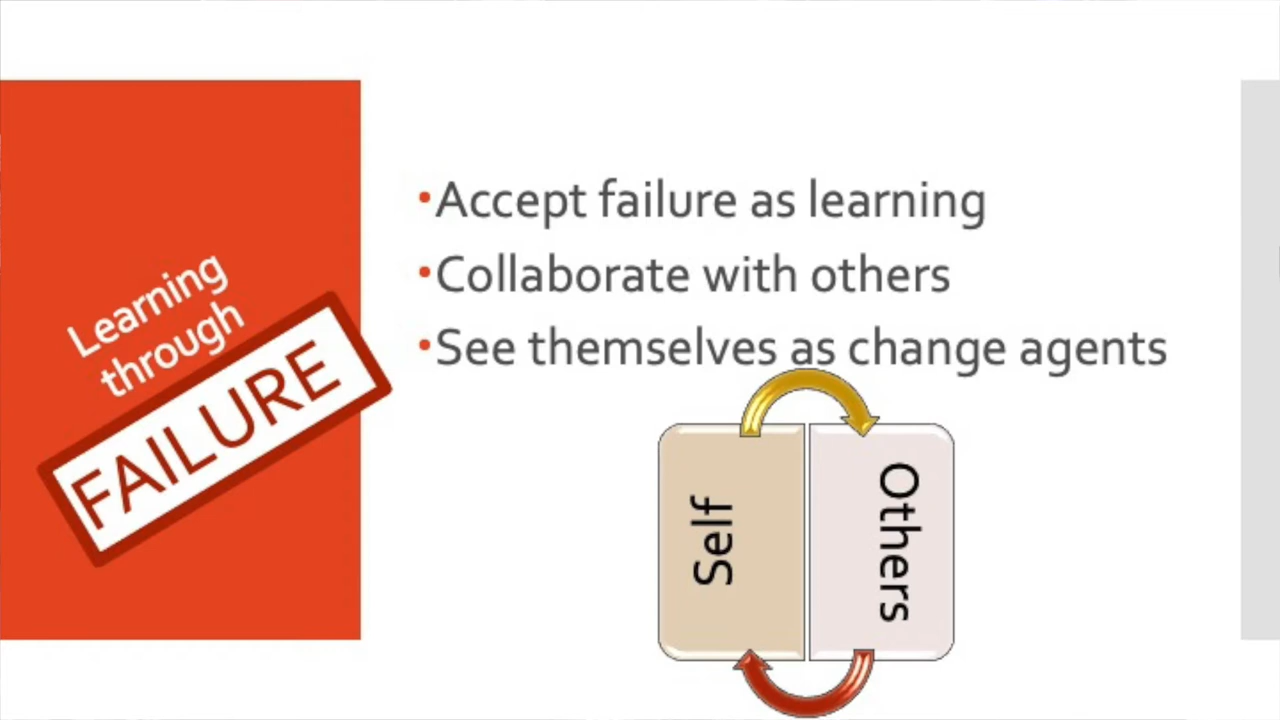 Learning
through
FAILURE
•Accept failure as learning
•Collaborate with others
•See themselves as change agents
Self
Others